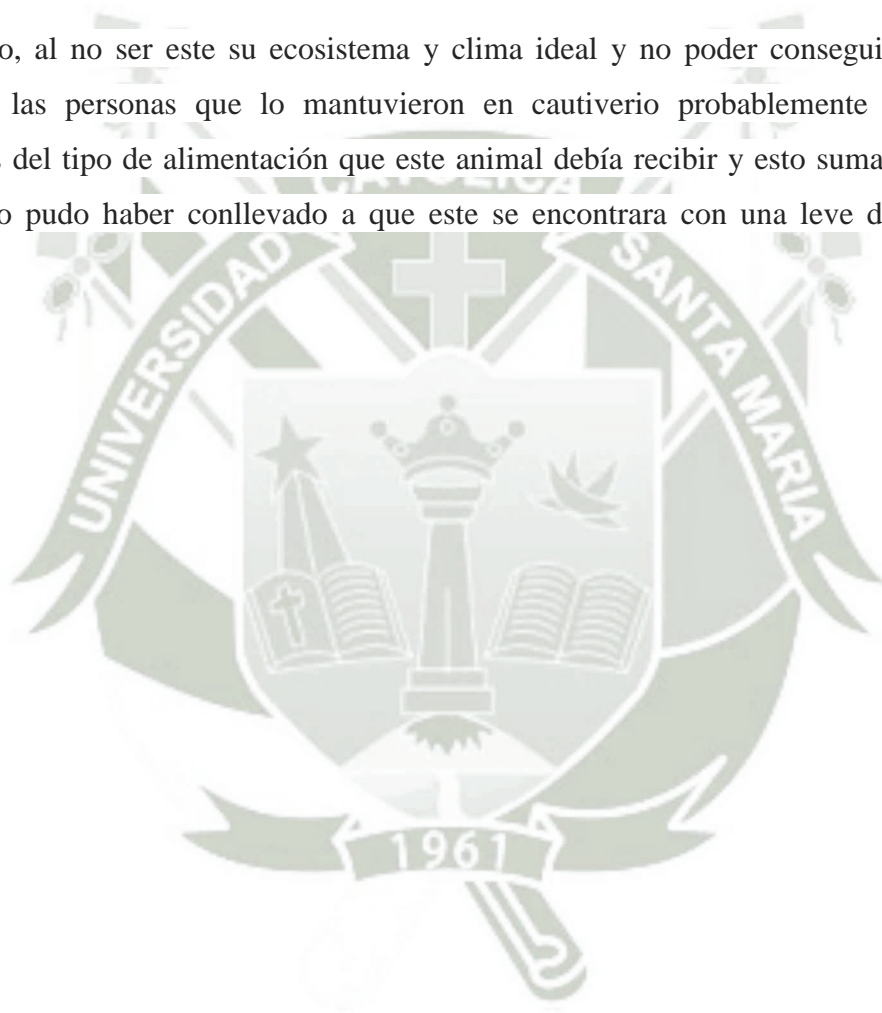 o, al no ser este su ecosistema y clima ideal y no poder consegui
las personas que lo mantuvieron en cautiverio probablemente
s del tipo de alimentación que este animal debía recibir y esto suma
o pudo haber conllevado a que este se encontrara con una leve d
CATÓLICA
UNIVERSIDAD
SANTA MARIA
1961